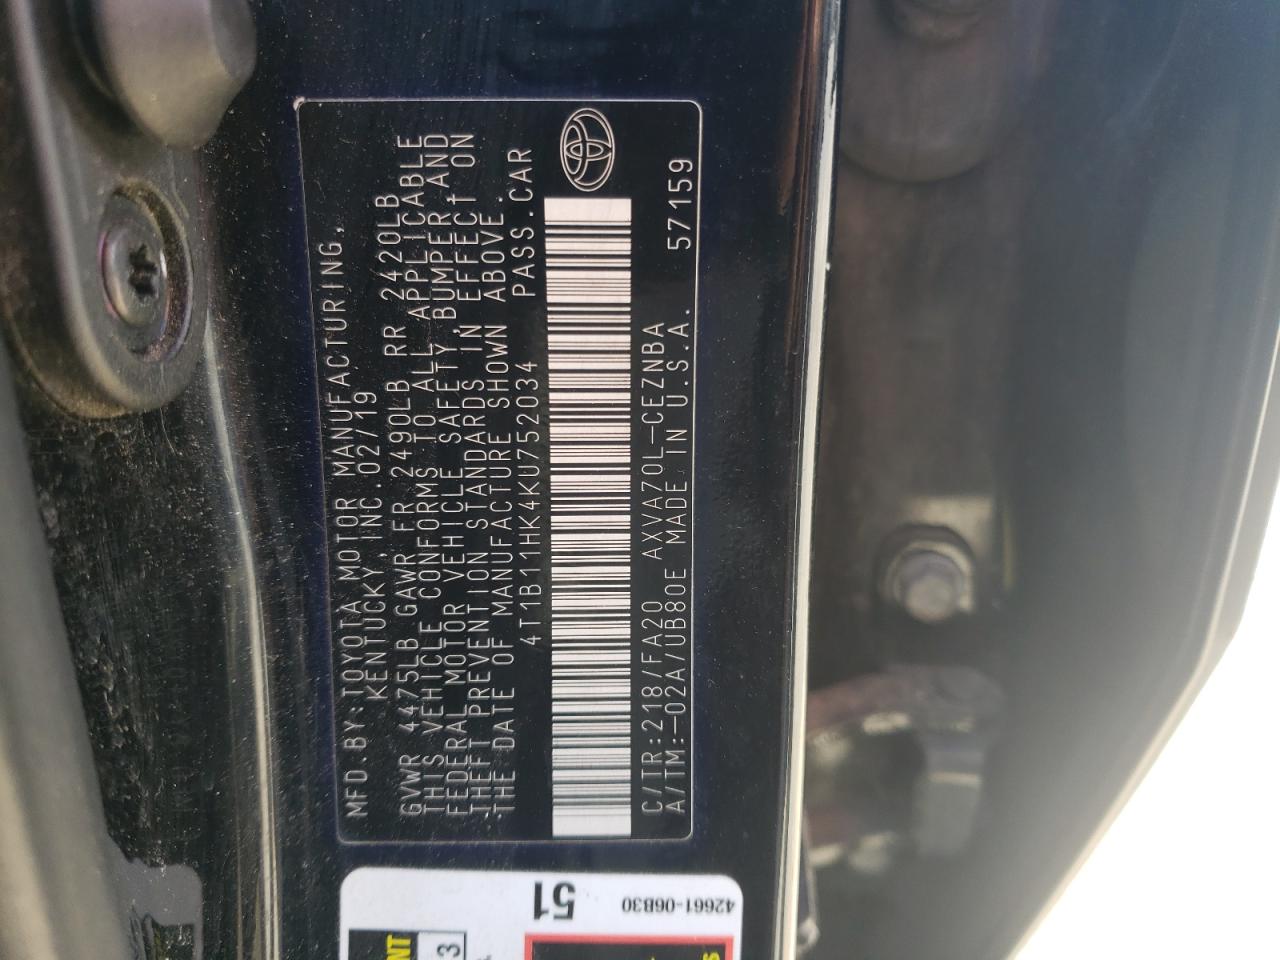 MFD.BY:TOYOTA MOTOR MANUFACTURING,
KENTUCKY,INC.02/19
GVWR 4475LB GAWR FR 2490LB RR 2420LB
THIS VEHICLE CONFORMS TO ALL APPLICABLE
FEDERAL MOTOR VEHICLE SAFETY,BUMPER AND
THEFT PREVENTION STANDARDS IN EFFECT ON
THE DATE OF MANUFACTURE SHOWN ABOVE.
4T1B11HK4KU752034 PASS.CAR
C/TR:218/FA20 AXVA70L-CEZNBA
A/TM:-02A/UB80E MADE IN U.S.A. 57159
51
42661-06B30
NT
3